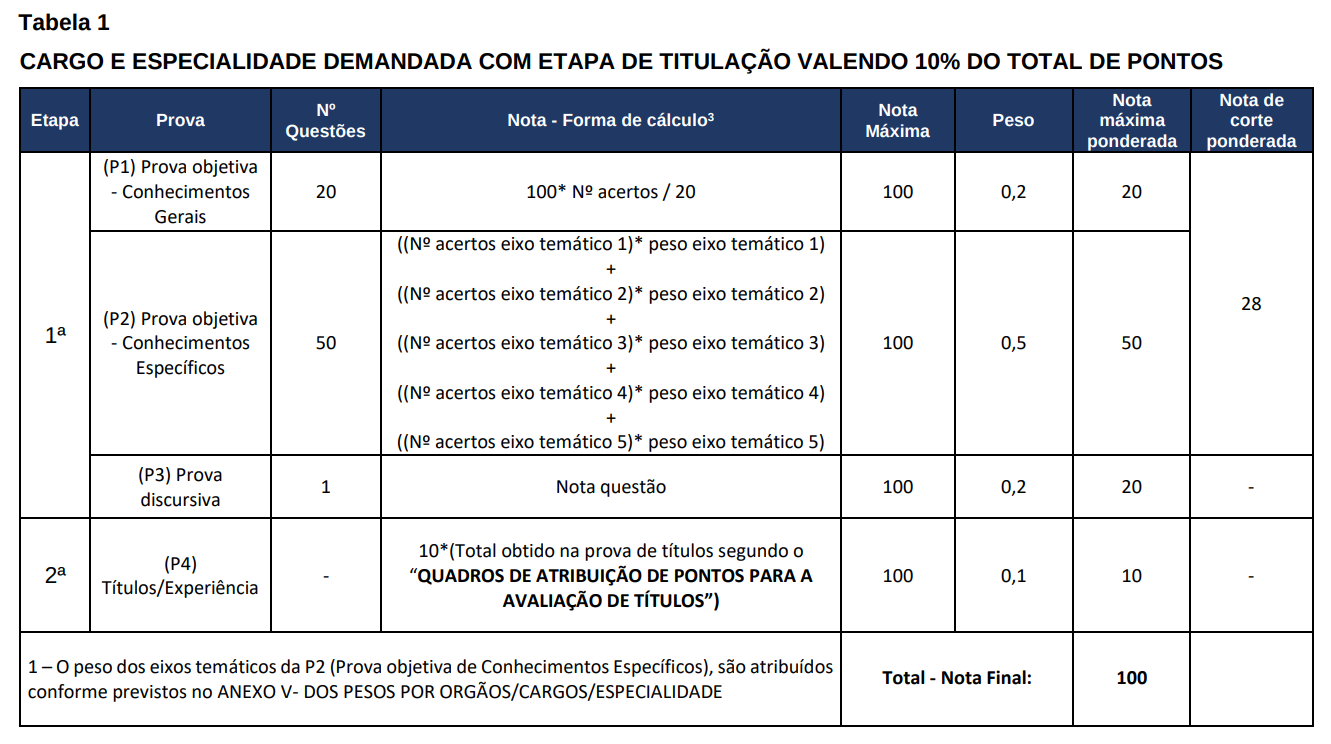 Tabela 1
CARGO E ESPECIALIDADE DEMANDADA COM ETAPA DE TITULAÇÃO VALENDO 10% DO TOTAL DE PONTOS
Etapa
Prova
Nº
Questões
Nota - Forma de cálculo³
Nota
Máxima
Peso
Nota
máxima
ponderada
Nota de
corte
ponderada
1ª
(P1) Prova objetiva
- Conhecimentos
Gerais
20
100* Nº acertos / 20
100
0,2
20
28
(P2) Prova objetiva
- Conhecimentos
Específicos
50
((Nº acertos eixo temático 1)* peso eixo temático 1)
+
((Nº acertos eixo temático 2)* peso eixo temático 2)
+
((Nº acertos eixo temático 3)* peso eixo temático 3)
+
((Nº acertos eixo temático 4)* peso eixo temático 4)
+
((Nº acertos eixo temático 5)* peso eixo temático 5)
100
0,5
50
(P3) Prova
discursiva
1
Nota questão
100
0,2
20
-
2ª
(P4)
Títulos/Experiência
-
10*(Total obtido na prova de títulos segundo o
“QUADROS DE ATRIBUIÇÃO DE PONTOS PARA A
AVALIAÇÃO DE TÍTULOS”)
100
0,1
10
-
1 – O peso dos eixos temáticos da P2 (Prova objetiva de Conhecimentos Específicos), são atribuídos
conforme previstos no ANEXO V- DOS PESOS POR ORGÃOS/CARGOS/ESPECIALIDADE
Total - Nota Final:
100